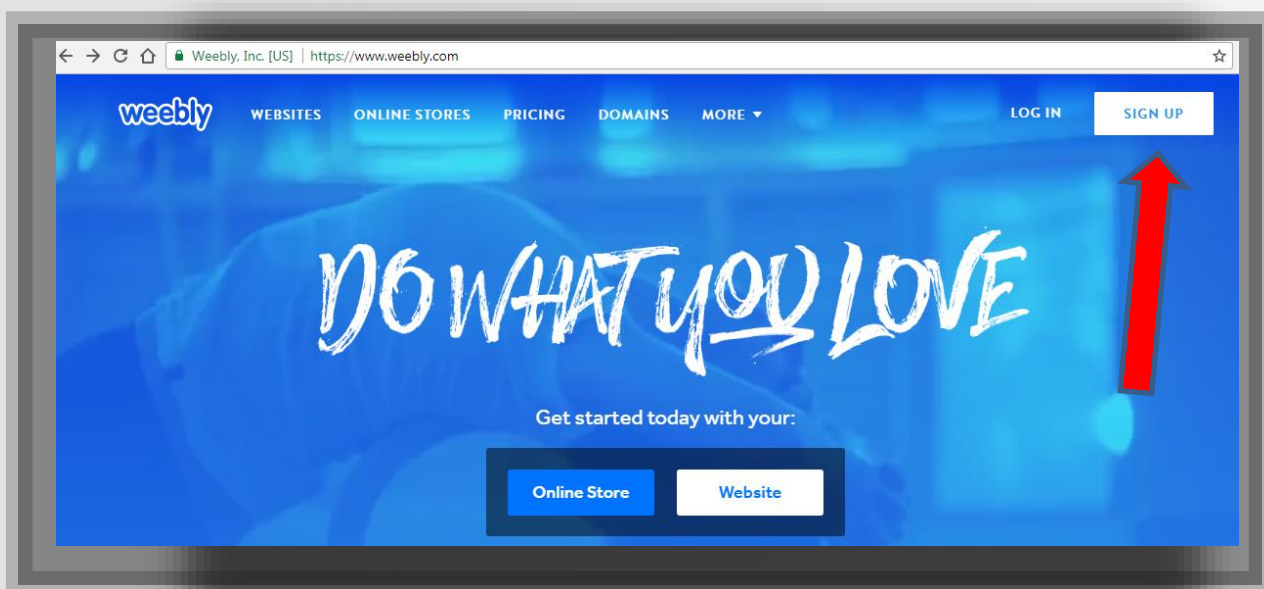 Weebly, Inc. [US] | https://www.weebly.com
weebly WEBSITES ONLINE STORES PRICING DOMAINS MORE LOG IN SIGN UP
DO WHAT YOU LOVE
Get started today with your:
Online Store Website